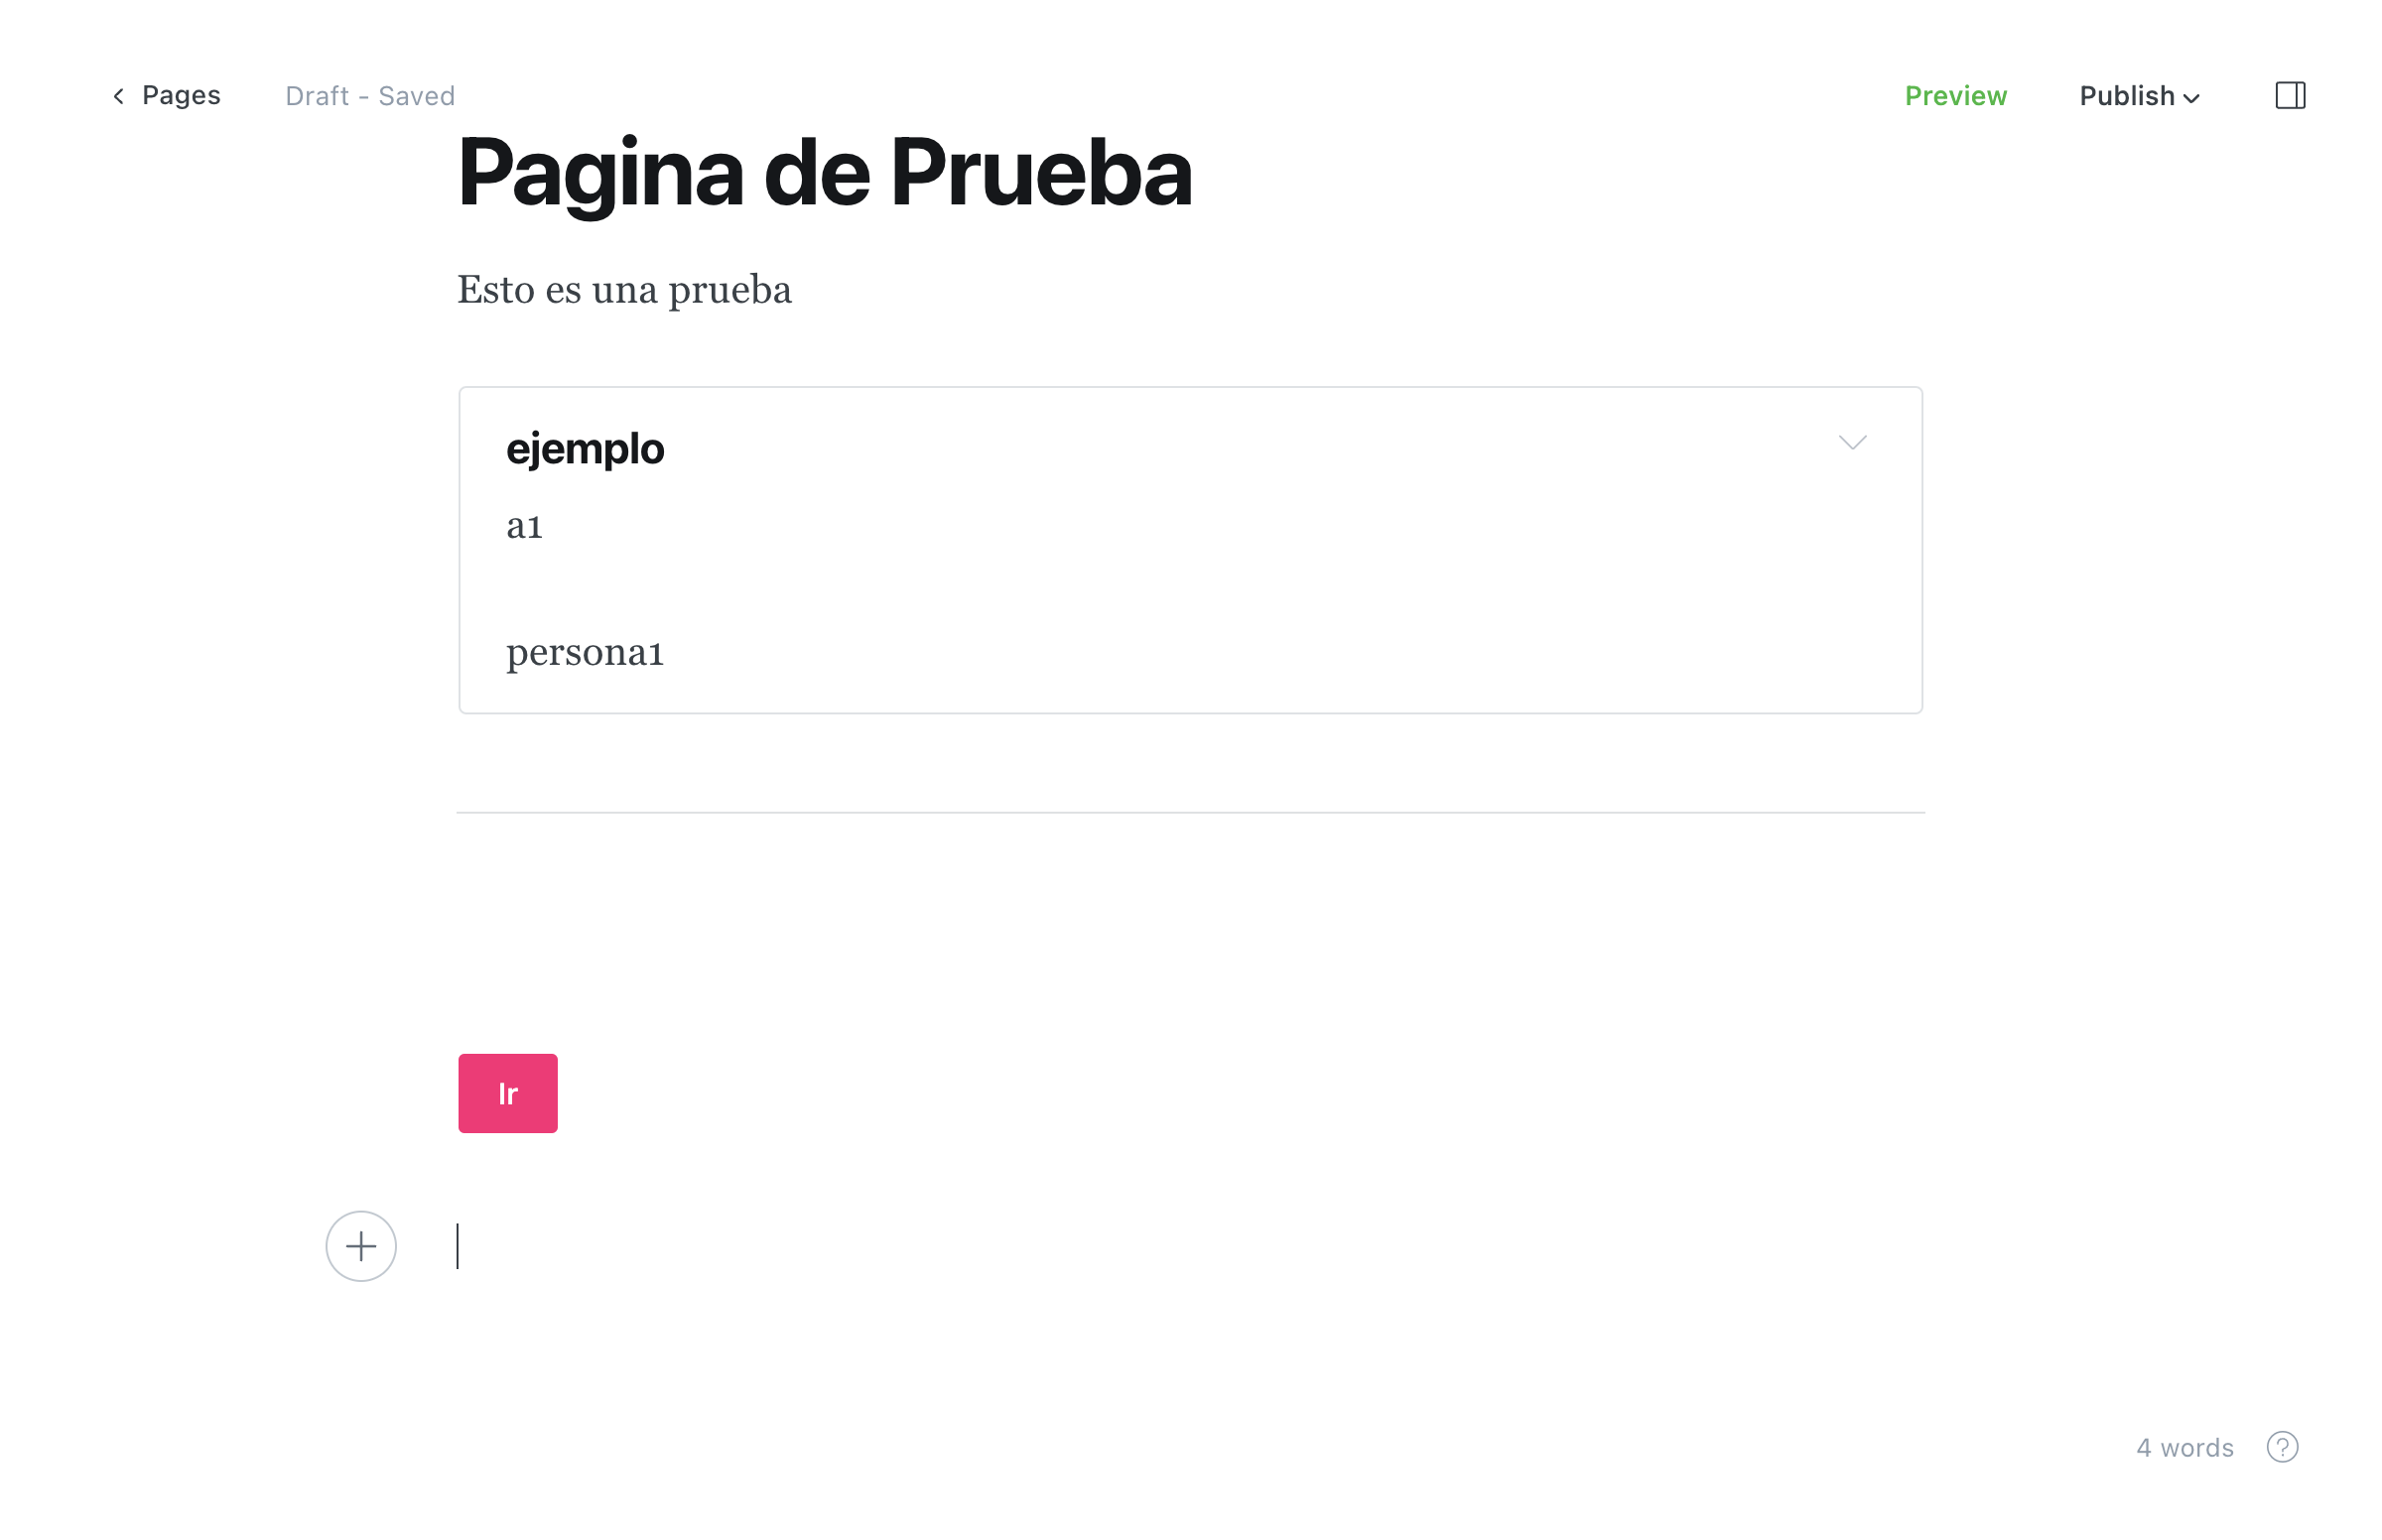 Pages Draft - Saved Preview Publish
Pagina de Prueba
Esto es una prueba
ejemplo
a1
persona1
Ir
4 words ?